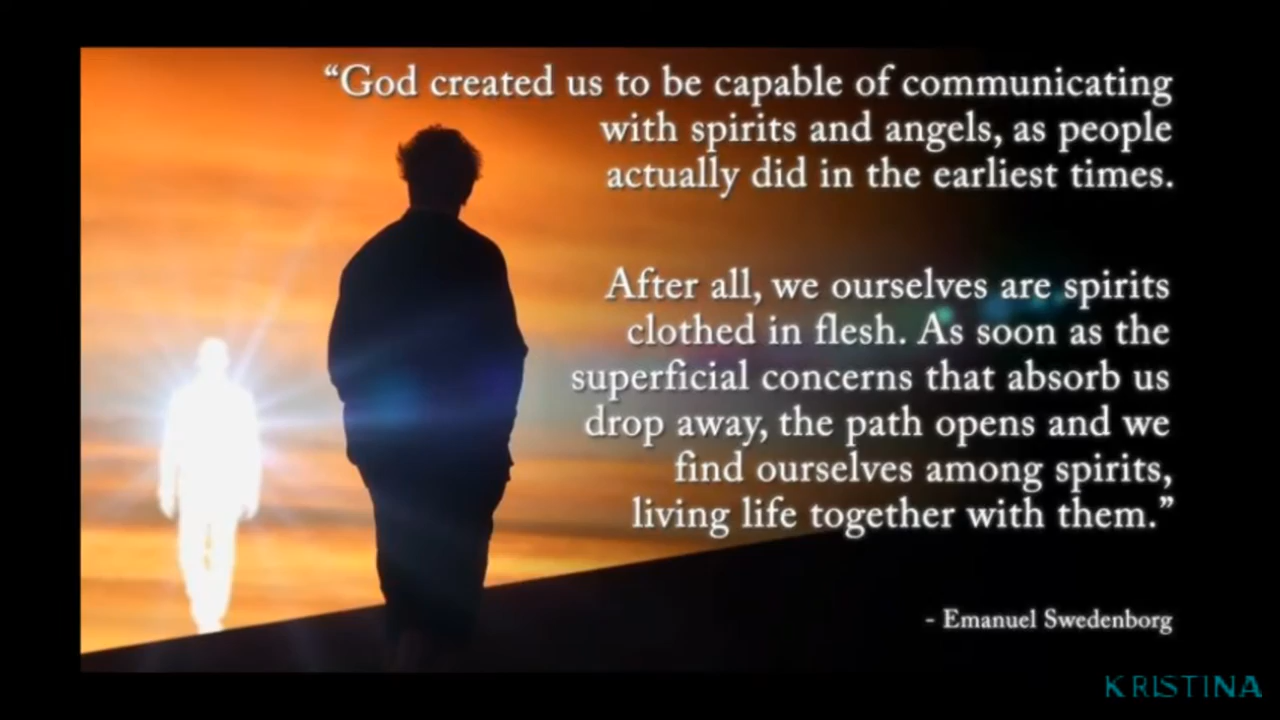 “God created us to be capable of communicating
with spirits and angels, as people
actually did in the earliest times.
After all, we ourselves are spirits
clothed in flesh. As soon as the
superficial concerns that absorb us
drop away, the path opens and we
find ourselves among spirits,
living life together with them.”
- Emanuel Swedenborg
KRISTINA